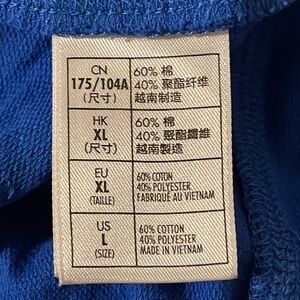 CN
175/104A
(尺寸)
60% 棉
40% 聚酯纤维
越南制造
HK
XL
(尺寸)
60% 棉
40% 聚酯纖維
越南製造
EU
XL
(TAILLE)
60% COTON
40% POLYESTER
FABRIQUÉ AU VIETNAM
US
L
(SIZE)
60% COTTON
40% POLYESTER
MADE IN VIETNAM